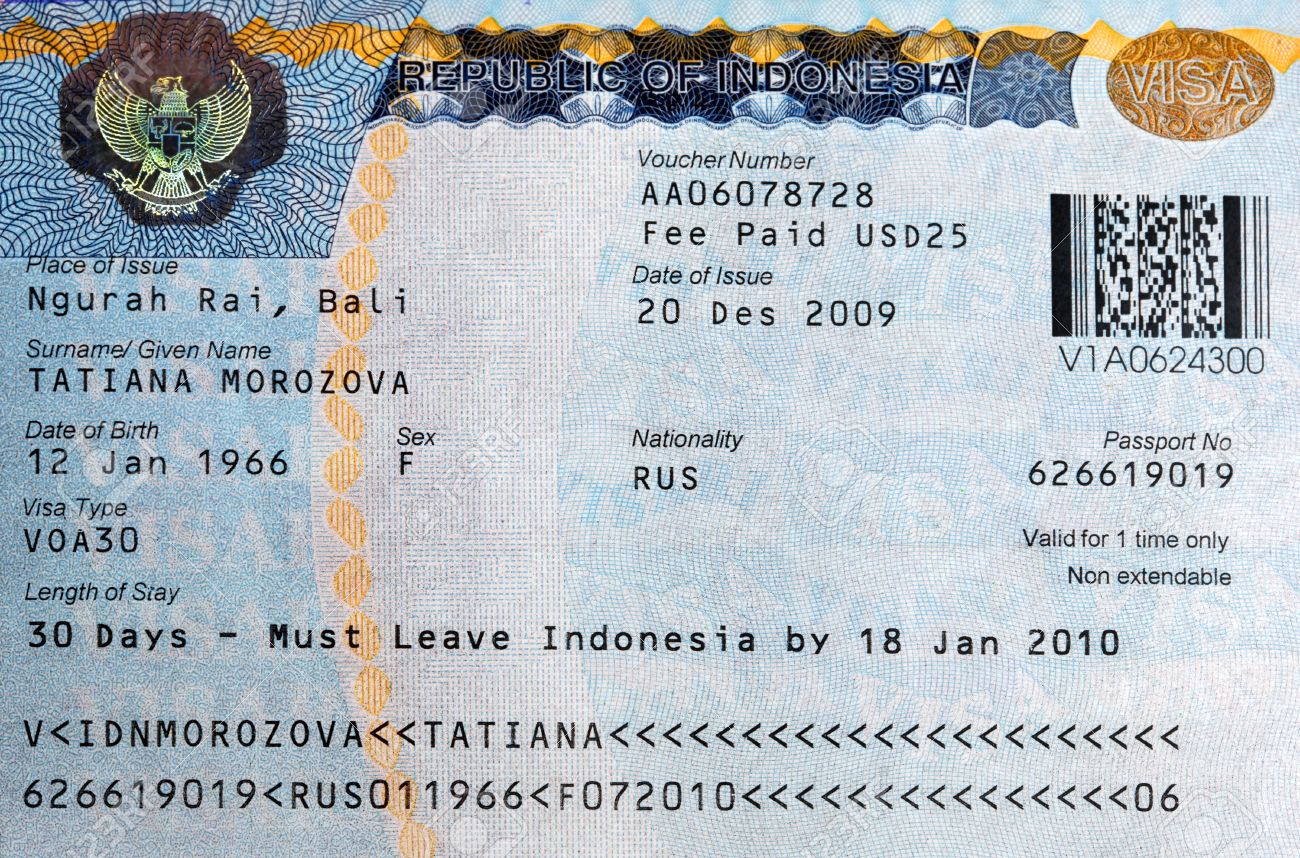 REPUBLIC OF INDONESIA
VISA
Voucher Number
AA06078728
Fee Paid USD25
Place of Issue
Ngurah Rai, Bali
Date of Issue
20 Des 2009
V1A0624300
Surname/ Given Name
TATIANA MOROZOVA
Date of Birth
12 Jan 1966
Sex
F
Nationality
RUS
Passport No
626619019
Visa Type
VOA30
Valid for 1 time only
Non extendable
Length of Stay
30 Days - Must Leave Indonesia by 18 Jan 2010
V<IDNMOROZOVA<<TATIANA<<<<<<<<<<<<<<<<<<<<<<
626619019<RUS011966<F072010<<<<<<<<<<<<<<<06
123RF